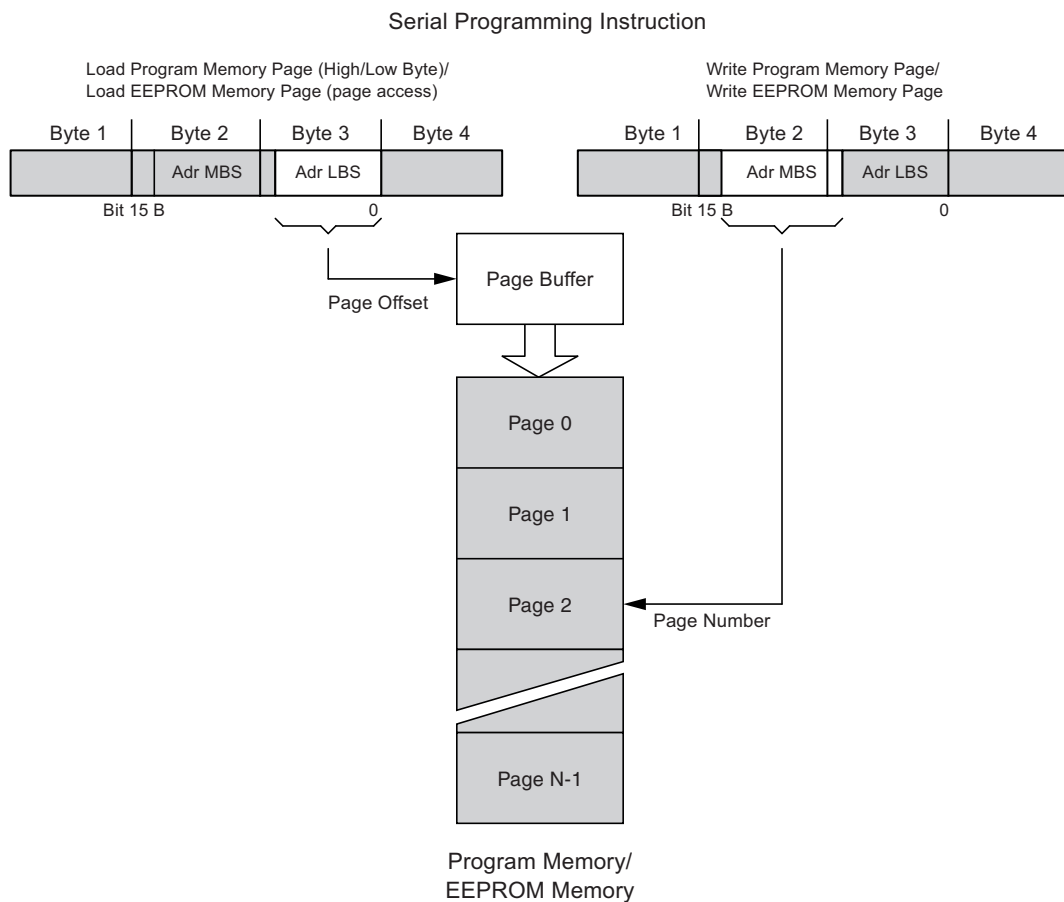 Serial Programming Instruction
Load Program Memory Page (High/Low Byte)/
Load EEPROM Memory Page (page access)
Byte 1 Byte 2 Byte 3 Byte 4
Adr MBS Adr LBS
Bit 15 B 0
Write Program Memory Page/
Write EEPROM Memory Page
Byte 1 Byte 2 Byte 3 Byte 4
Adr MBS Adr LBS
Bit 15 B 0
Page Offset
Page Buffer
Page 0
Page 1
Page 2
Page Number
Page N-1
Program Memory/
EEPROM Memory